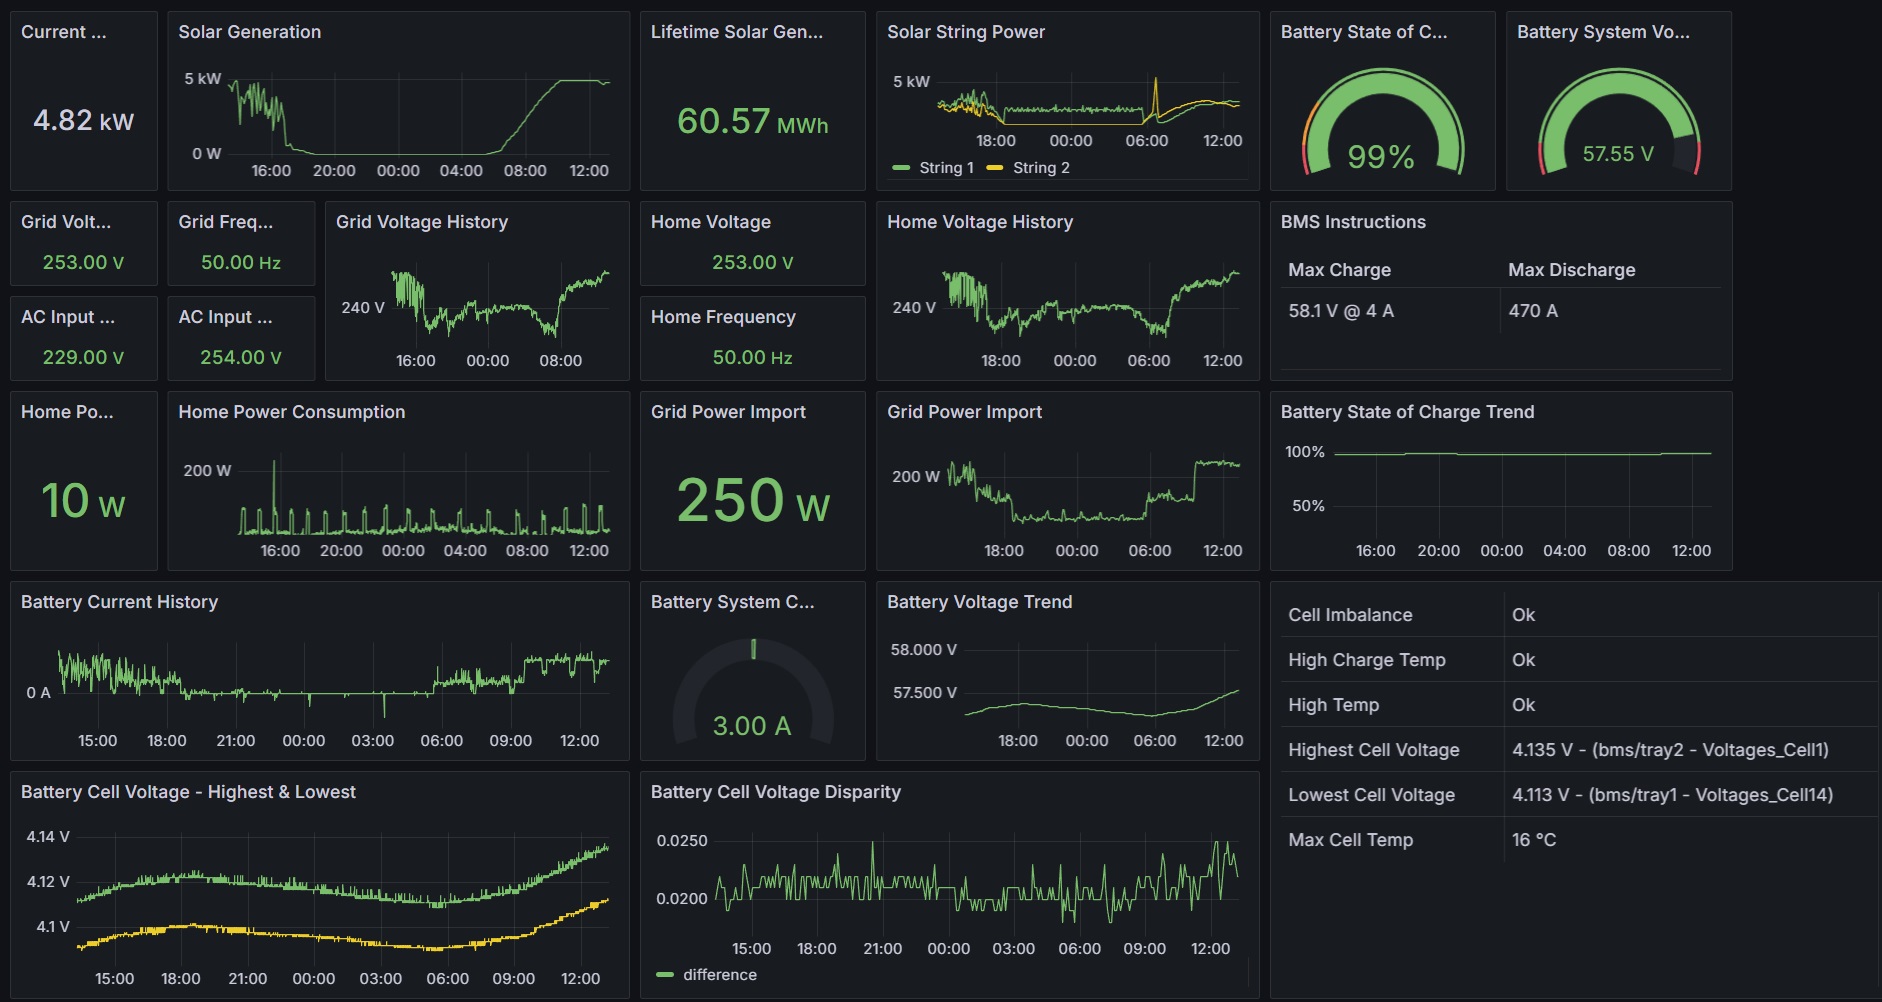 Current ...
4.82 kW
Solar Generation
5 kW
0 W
16:00 20:00 00:00 04:00 08:00 12:00
Lifetime Solar Gen...
60.57 MWh
Solar String Power
5 kW
18:00 00:00 06:00 12:00
String 1 String 2
Battery State of C...
99%
Battery System Vo...
57.55 V
Grid Volt...
253.00 V
Grid Freq...
50.00 Hz
AC Input ...
229.00 V
AC Input ...
254.00 V
Grid Voltage History
240 V
16:00 00:00 08:00
Home Voltage
253.00 V
Home Frequency
50.00 Hz
Home Voltage History
240 V
18:00 00:00 06:00 12:00
BMS Instructions
Max Charge Max Discharge
58.1 V @ 4 A 470 A
Home Po...
10 W
Home Power Consumption
200 W
16:00 20:00 00:00 04:00 08:00 12:00
Grid Power Import
250 W
Grid Power Import
200 W
18:00 00:00 06:00 12:00
Battery State of Charge Trend
100%
50%
16:00 20:00 00:00 04:00 08:00 12:00
Battery Current History
0 A
15:00 18:00 21:00 00:00 03:00 06:00 09:00 12:00
Battery System C...
3.00 A
Battery Voltage Trend
58.000 V
57.500 V
18:00 00:00 06:00 12:00
Cell Imbalance Ok
High Charge Temp Ok
High Temp Ok
Highest Cell Voltage 4.135 V - (bms/tray2 - Voltages_Cell1)
Lowest Cell Voltage 4.113 V - (bms/tray1 - Voltages_Cell14)
Max Cell Temp 16 °C
Battery Cell Voltage - Highest & Lowest
4.14 V
4.12 V
4.1 V
15:00 18:00 21:00 00:00 03:00 06:00 09:00 12:00
Battery Cell Voltage Disparity
0.0250
0.0200
15:00 18:00 21:00 00:00 03:00 06:00 09:00 12:00
difference